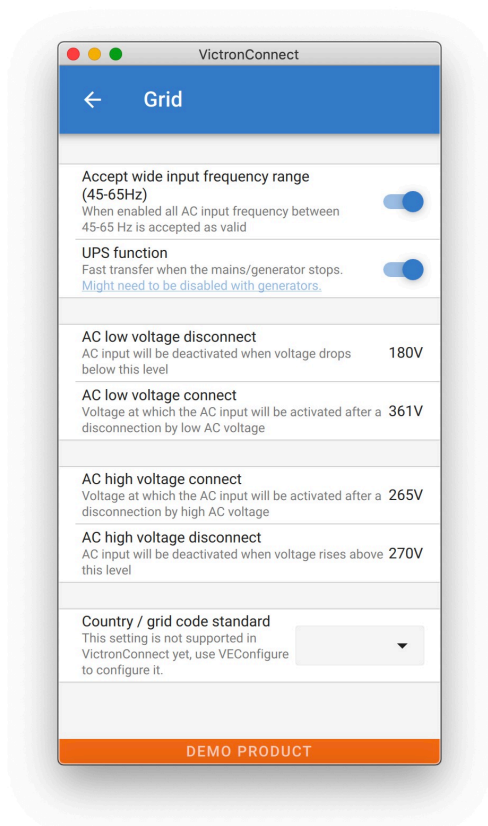 VictronConnect
Grid
Accept wide input frequency range
(45-65Hz)
When enabled all AC input frequency between
45-65 Hz is accepted as valid
UPS function
Fast transfer when the mains/generator stops.
Might need to be disabled with generators.
AC low voltage disconnect
AC input will be deactivated when voltage drops
below this level
180V
AC low voltage connect
Voltage at which the AC input will be activated after a
disconnection by low AC voltage
361V
AC high voltage connect
Voltage at which the AC input will be activated after a
disconnection by high AC voltage
265V
AC high voltage disconnect
AC input will be deactivated when voltage rises above
this level
270V
Country / grid code standard
This setting is not supported in
VictronConnect yet, use VEConfigure
to configure it.
DEMO PRODUCT